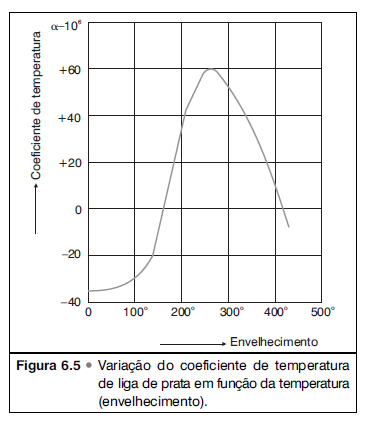 α–10⁶
Coeficiente de temperatura
+60
+40
+20
0
–20
–40
0 100° 200° 300° 400° 500°
Envelhecimento
Figura 6.5 • Variação do coeficiente de temperatura
de liga de prata em função da temperatura
(envelhecimento).